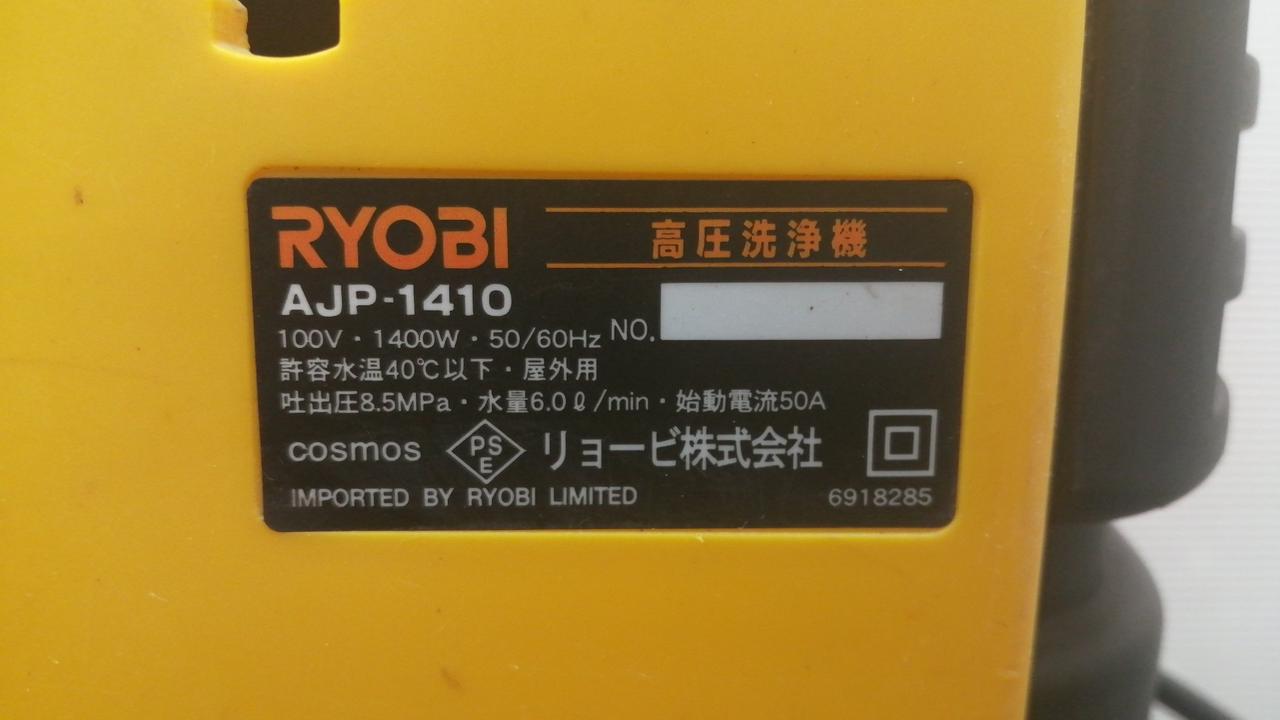 RYOBI 高圧洗浄機
AJP-1410
100V・1400W・50/60Hz NO.
許容水温40℃以下・屋外用
吐出圧8.5MPa・水量6.0ℓ/min・始動電流50A
cosmos PSE リョービ株式会社
IMPORTED BY RYOBI LIMITED 6918285